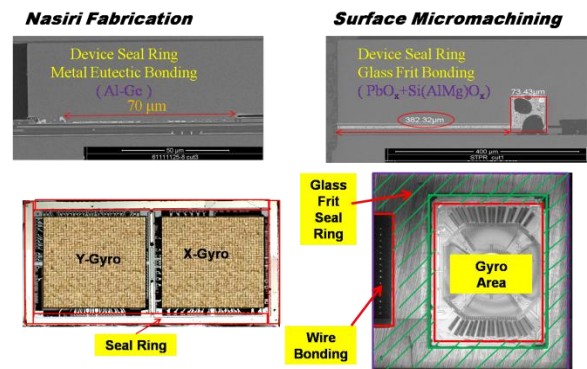 Nasiri Fabrication
Surface Micromachining
Device Seal Ring
Metal Eutectic Bonding
( Al-Ge)
70 μm
50 μm
Device Seal Ring
Glass Frit Bonding
( PbOx+Si(AlMg)Ox)
73.43μm
382.32μm
400 μm
STPR_cut1
Y-Gyro
X-Gyro
Seal Ring
Glass
Frit
Seal
Ring
Gyro
Area
Wire
Bonding